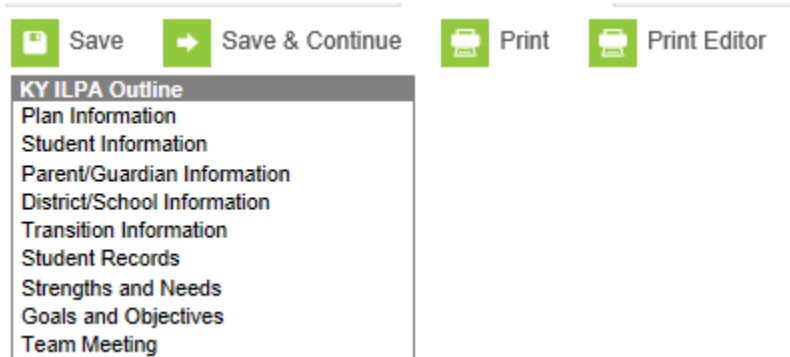 Save Save & Continue Print Print Editor
KY ILPA Outline
Plan Information
Student Information
Parent/Guardian Information
District/School Information
Transition Information
Student Records
Strengths and Needs
Goals and Objectives
Team Meeting